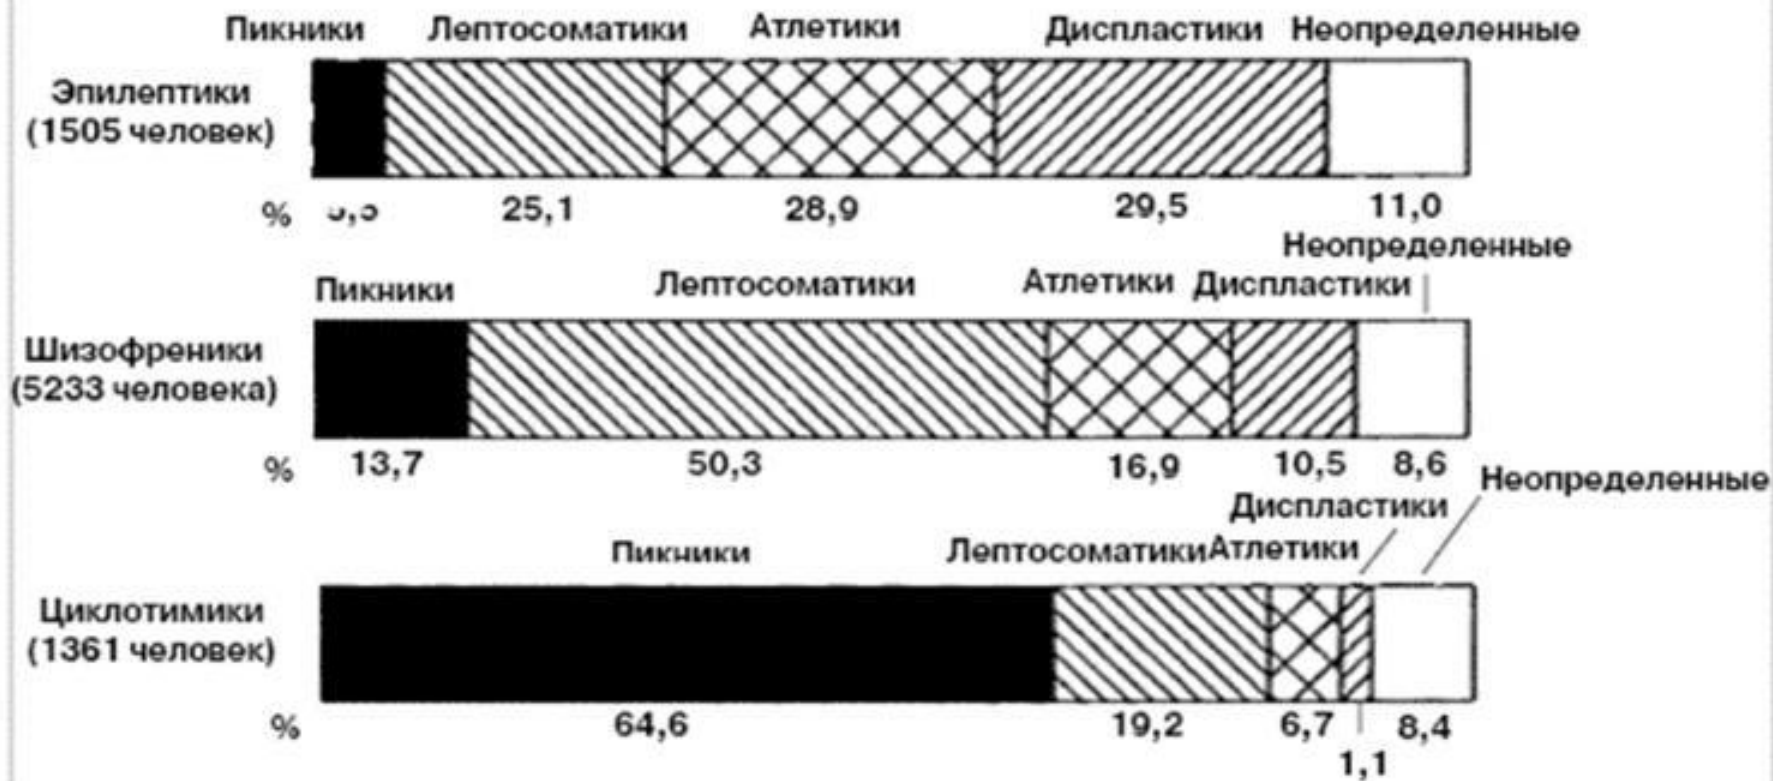 Пикники Лептосоматики Атлетики Диспластики Неопределенные
Эпилептики
(1505 человек)
% 25,1 28,9 29,5 11,0
Неопределенные
Пикники Лептосоматики Атлетики Диспластики
Шизофреники
(5233 человека)
% 13,7 50,3 16,9 10,5 8,6
Неопределенные
Диспластики
Пикники Лептосоматики Атлетики
Циклотимики
(1361 человек)
% 64,6 19,2 6,7 8,4
1,1